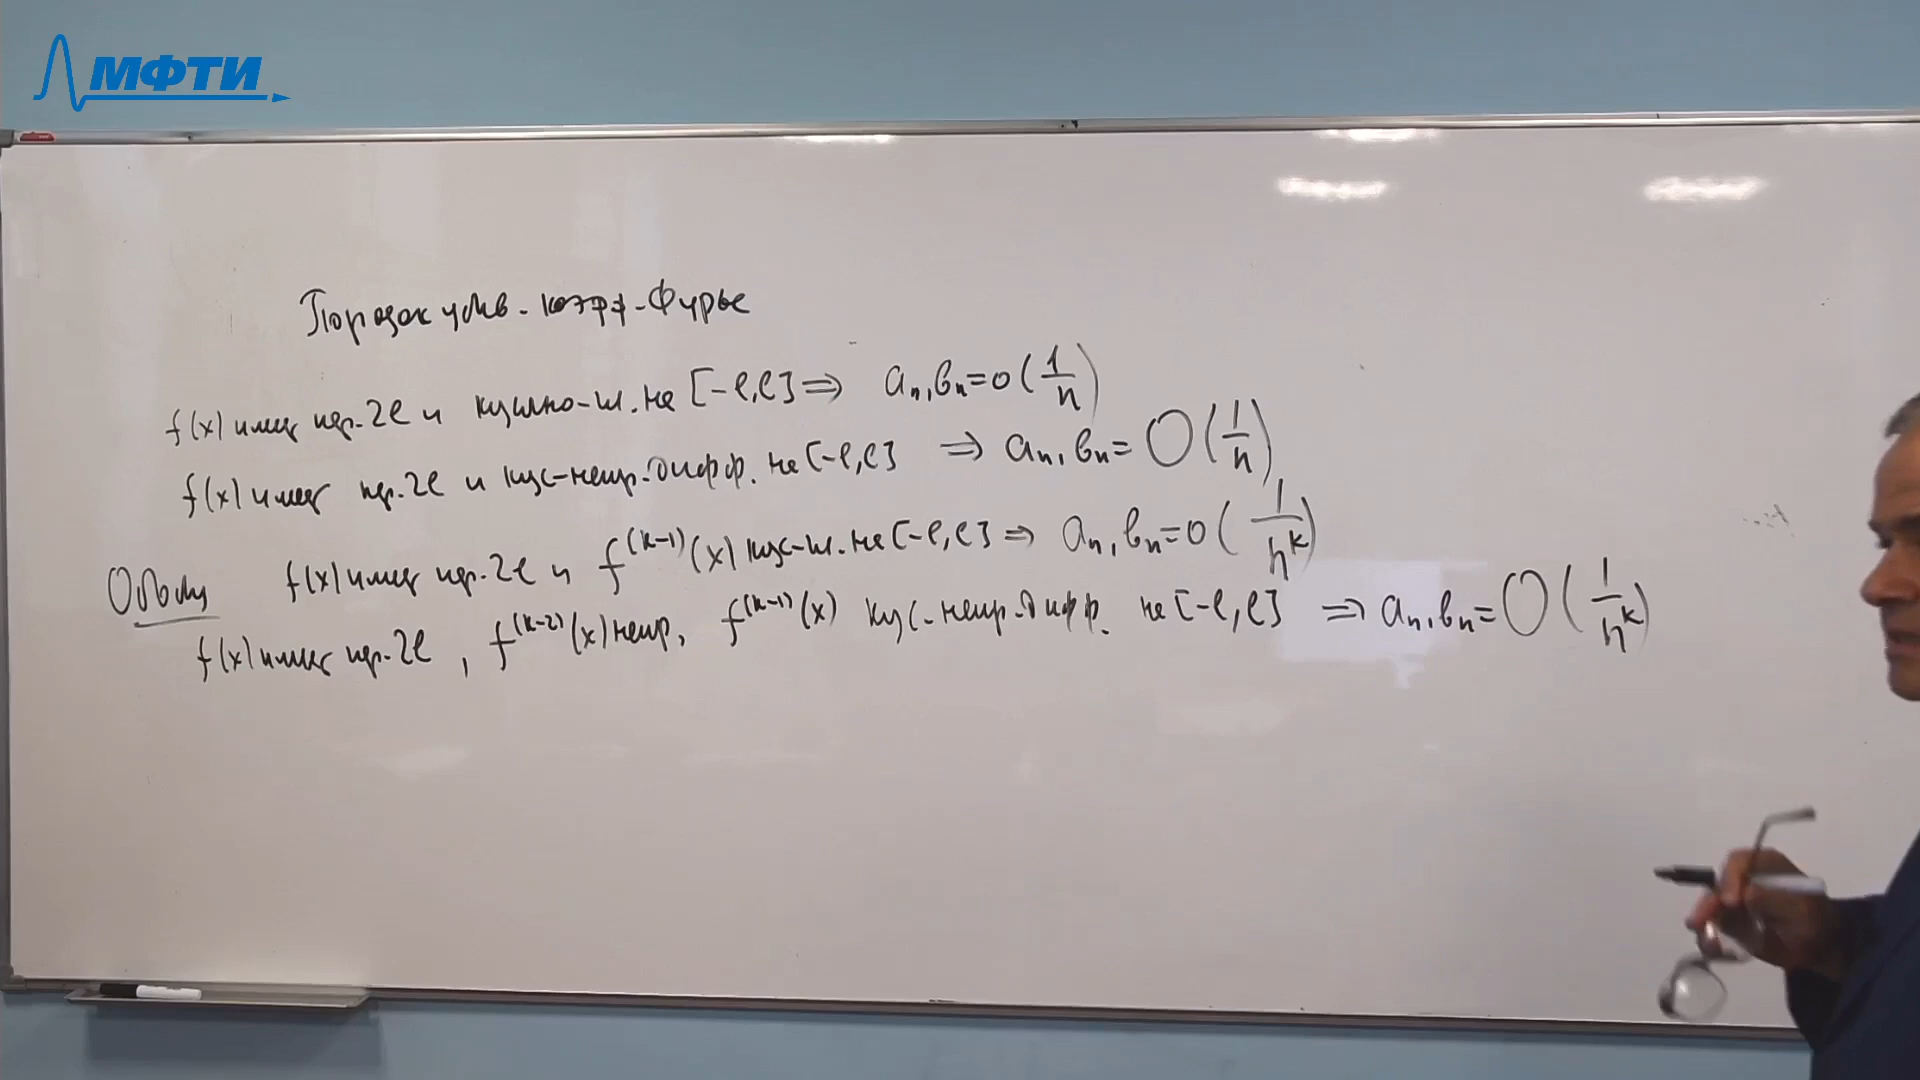 МФТИ
Порядок убыв. коэфф. Фурье
f(x) имеет пер. 2l и кусочно-гл. на [-l,l] ⇒ aₙ, bₙ = o(1/n)
f(x) имеет пер. 2l и кус-непр. дифф. на [-l,l] ⇒ aₙ, bₙ = O(1/n)
f(x) имеет пер. 2l и f^(k-1)(x) кус-гл. на [-l,l] ⇒ aₙ, bₙ = o(1/n^k)
f(x) имеет пер. 2l, f^(k-2)(x) непр, f^(k-1)(x) кус-непр. дифф. на [-l,l] ⇒ aₙ, bₙ = O(1/n^k)